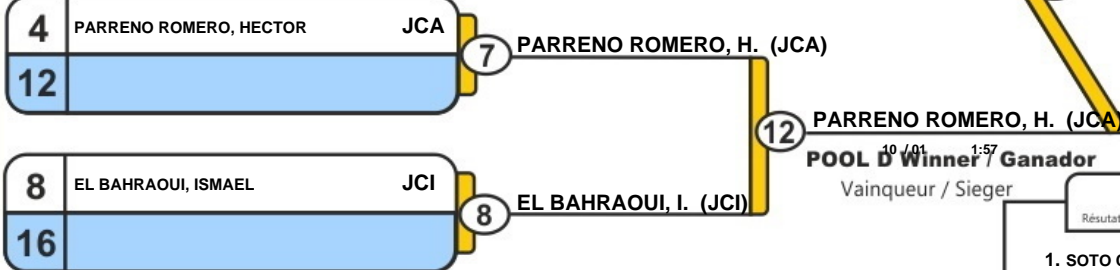 4 PARRENO ROMERO, HECTOR JCA
12
7
PARRENO ROMERO, H. (JCA)
12
PARRENO ROMERO, H. (JCA)
10 / 01 1:57
POOL D Winner / Ganador
Vainqueur / Sieger
8 EL BAHRAOUI, ISMAEL JCI
16
8
EL BAHRAOUI, I. (JCI)
1. SOTO